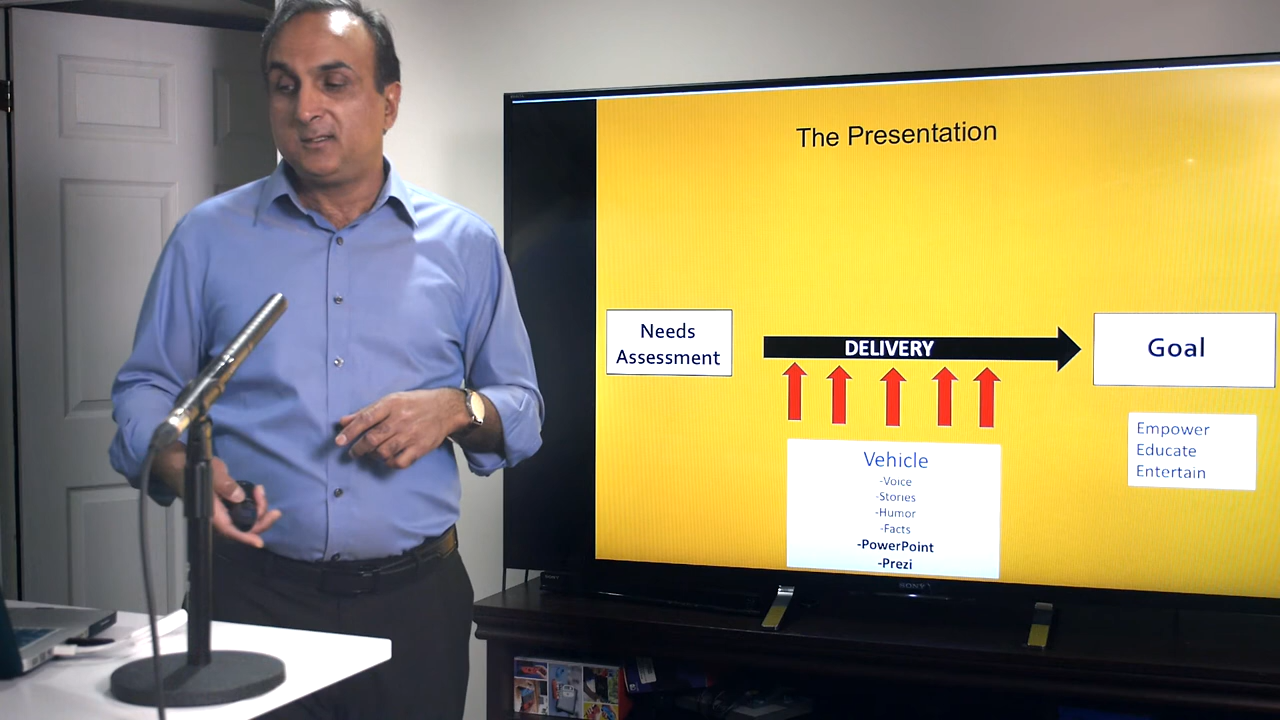 The Presentation
Needs
Assessment
DELIVERY
Goal
Vehicle
-Voice
-Stories
-Humor
-Facts
-PowerPoint
-Prezi
Empower
Educate
Entertain
SONY